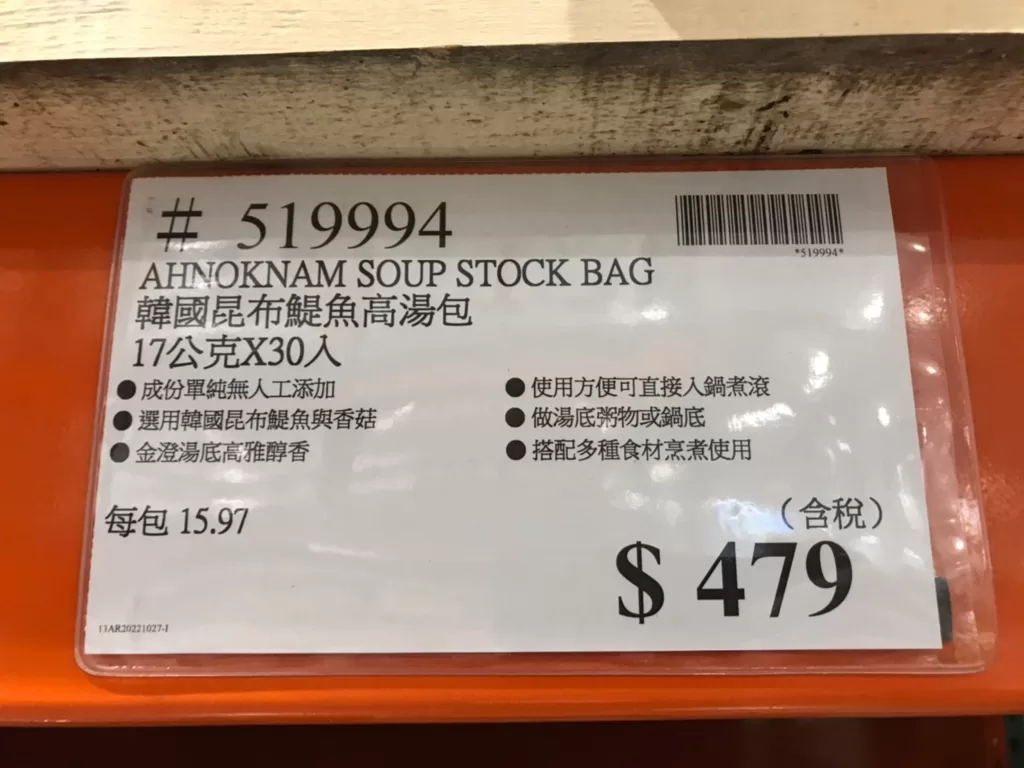 # 519994
*519994*
AHNOKNAM SOUP STOCK BAG
韓國昆布鯷魚高湯包
17公克X30入
●成份單純無人工添加
●選用韓國昆布鯷魚與香菇
●金澄湯底高雅醇香
●使用方便可直接入鍋煮滾
●做湯底粥物或鍋底
●搭配多種食材烹煮使用
每包 15.97
（含稅）
$ 479
13AR20221027-1